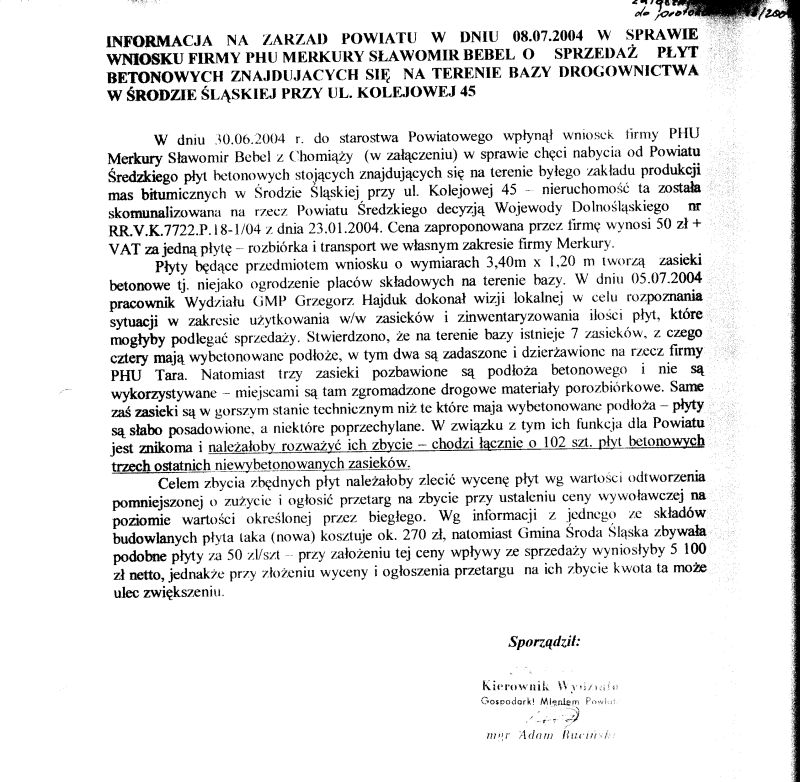 do
/200
INFORMACJA NA ZARZAD POWIATU W DNIU 08.07.2004 W SPRAWIE
WNIOSKU FIRMY PHU MERKURY SŁAWOMIR BEBEL O SPRZEDAŻ PŁYT
BETONOWYCH ZNAJDUJACYCH SIĘ NA TERENIE BAZY DROGOWNICTWA
W ŚRODZIE ŚLĄSKIEJ PRZY UL. KOLEJOWEJ 45
W dniu 30.06.2004 r. do starostwa Powiatowego wpłynął wniosek firmy PHU
Merkury Sławomir Bebel z Chomiąży (w załączeniu) w sprawie chęci nabycia od Powiatu
Średzkiego płyt betonowych stojących znajdujących się na terenie byłego zakładu produkcji
mas bitumicznych w Środzie Śląskiej przy ul. Kolejowej 45 – nieruchomość ta została
skomunalizowana na rzecz Powiatu Średzkiego decyzją Wojewody Dolnośląskiego nr
RR.V.K.7722.P.18-1/04 z dnia 23.01.2004. Cena zaproponowana przez firmę wynosi 50 zł +
VAT za jedną płytę – rozbiórka i transport we własnym zakresie firmy Merkury.
Płyty będące przedmiotem wniosku o wymiarach 3,40m x 1,20 m tworzą zasieki
betonowe tj. niejako ogrodzenie placów składowych na terenie bazy. W dniu 05.07.2004
pracownik Wydziału GMP Grzegorz Hajduk dokonał wizji lokalnej w celu rozpoznania
sytuacji w zakresie użytkowania w/w zasieków i zinwentaryzowania ilości płyt, które
mogłyby podlegać sprzedaży. Stwierdzono, że na terenie bazy istnieje 7 zasieków, z czego
cztery mają wybetonowane podłoże, w tym dwa są zadaszone i dzierżawione na rzecz firmy
PHU Tara. Natomiast trzy zasieki pozbawione są podłoża betonowego i nie są
wykorzystywane – miejscami są tam zgromadzone drogowe materiały porozbiórkowe. Same
zaś zasieki są w gorszym stanie technicznym niż te które maja wybetonowane podłoża – płyty
są słabo posadowione, a niektóre poprzechylane. W związku z tym ich funkcja dla Powiatu
jest znikoma i należałoby rozważyć ich zbycie – chodzi łącznie o 102 szt. płyt betonowych
trzech ostatnich niewybetonowanych zasieków.
Celem zbycia zbędnych płyt należałoby zlecić wycenę płyt wg wartości odtworzenia
pomniejszonej o zużycie i ogłosić przetarg na zbycie przy ustaleniu ceny wywoławczej na
poziomie wartości określonej przez biegłego. Wg informacji z jednego ze składów
budowlanych płyta taka (nowa) kosztuje ok. 270 zł, natomiast Gmina Środa Śląska zbywała
podobne płyty za 50 zl/szt – przy założeniu tej ceny wpływy ze sprzedaży wyniosłyby 5 100
zł netto, jednakże przy złożeniu wyceny i ogłoszenia przetargu na ich zbycie kwota ta może
ulec zwiększeniu.
Sporządził:
Kierownik Wydziału
Gospodarki Mieniem Powiat
mgr Adam Ruciński